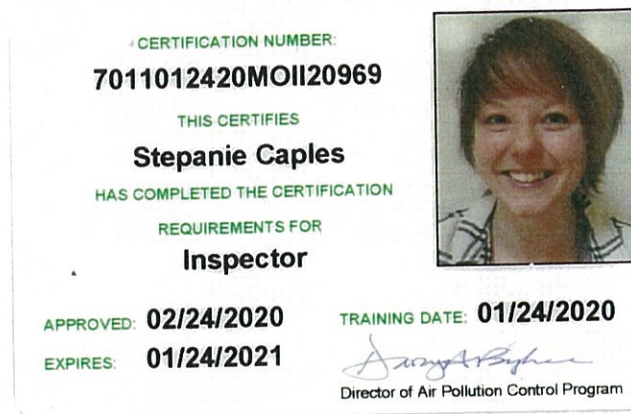 CERTIFICATION NUMBER:
7011012420MOII20969
THIS CERTIFIES
Stepanie Caples
HAS COMPLETED THE CERTIFICATION
REQUIREMENTS FOR
Inspector
APPROVED: 02/24/2020
TRAINING DATE: 01/24/2020
EXPIRES: 01/24/2021
Director of Air Pollution Control Program